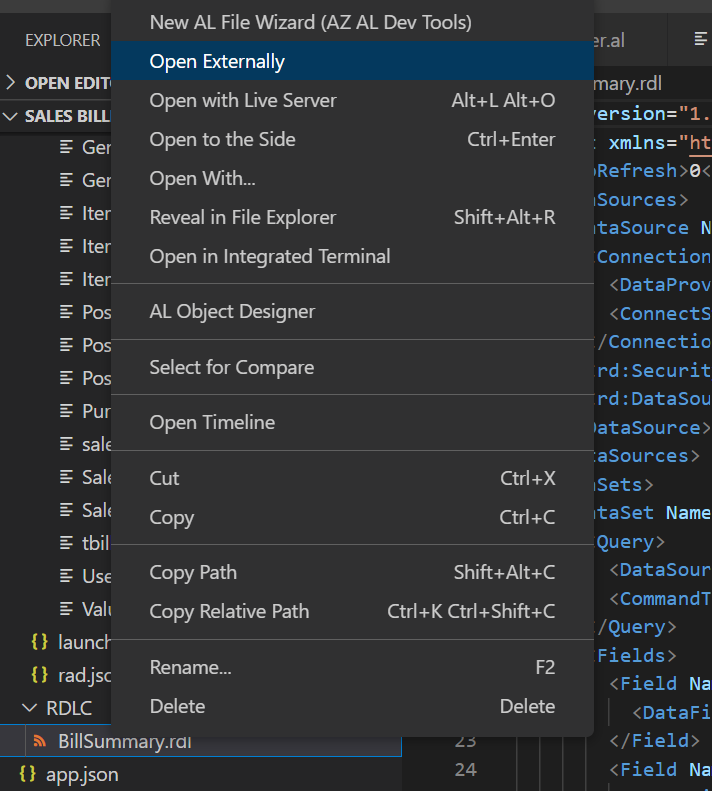 EXPLORER
OPEN EDIT
SALES BILL
Ger
Ger
Iter
Iter
Iter
Pos
Pos
Pos
Pur
sale
Sale
Sale
tbil
Use
Valu
launch
rad.jso
RDLC
BillSummary.rdl
app.json
New AL File Wizard (AZ AL Dev Tools)
Open Externally
Open with Live Server Alt+L Alt+O
Open to the Side Ctrl+Enter
Open With...
Reveal in File Explorer Shift+Alt+R
Open in Integrated Terminal
AL Object Designer
Select for Compare
Open Timeline
Cut Ctrl+X
Copy Ctrl+C
Copy Path Shift+Alt+C
Copy Relative Path Ctrl+K Ctrl+Shift+C
Rename... F2
Delete Delete
er.al
mary.rdl
version="1.
xmlns="ht
Refresh>0<
Sources>
taSource N
Connection
<DataProv
<ConnectS
/Connectio
rd:Securit
rd:DataSou
DataSource>
taSources>
aSets>
taSet Name
Query>
<DataSour
<CommandT
/Query>
Fields>
<Field Na
<DataFi
23 </Field>
24 <Field Na